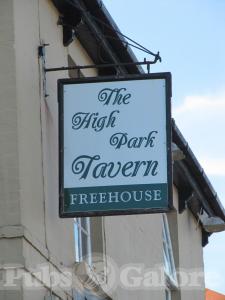 The
High
Park
Tavern
FREEHOUSE
Pubs Galore